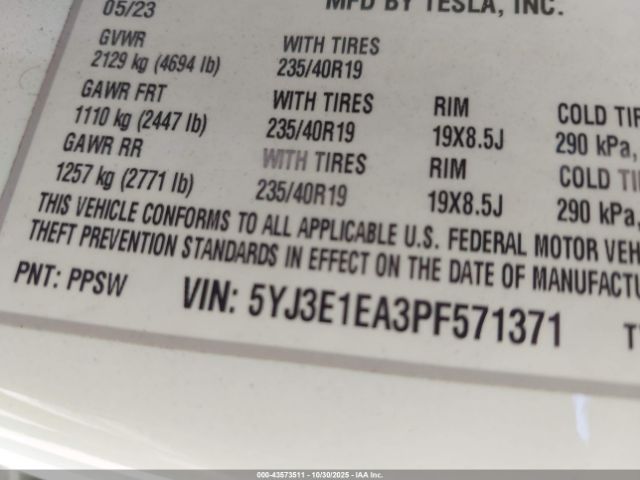 05/23 MFD BY TESLA, INC.
GVWR
2129 kg (4694 lb) WITH TIRES
235/40R19
GAWR FRT
1110 kg (2447 lb) WITH TIRES
235/40R19 RIM
19X8.5J COLD TIR
290 kPa,
GAWR RR
1257 kg (2771 lb) WITH TIRES
235/40R19 RIM
19X8.5J COLD TI
290 kPa,
THIS VEHICLE CONFORMS TO ALL APPLICABLE U.S. FEDERAL MOTOR VEH
THEFT PREVENTION STANDARDS IN EFFECT ON THE DATE OF MANUFACTU
PNT: PPSW VIN: 5YJ3E1EA3PF571371 T
000-43573511 - 10/30/2025 - IAA Inc.